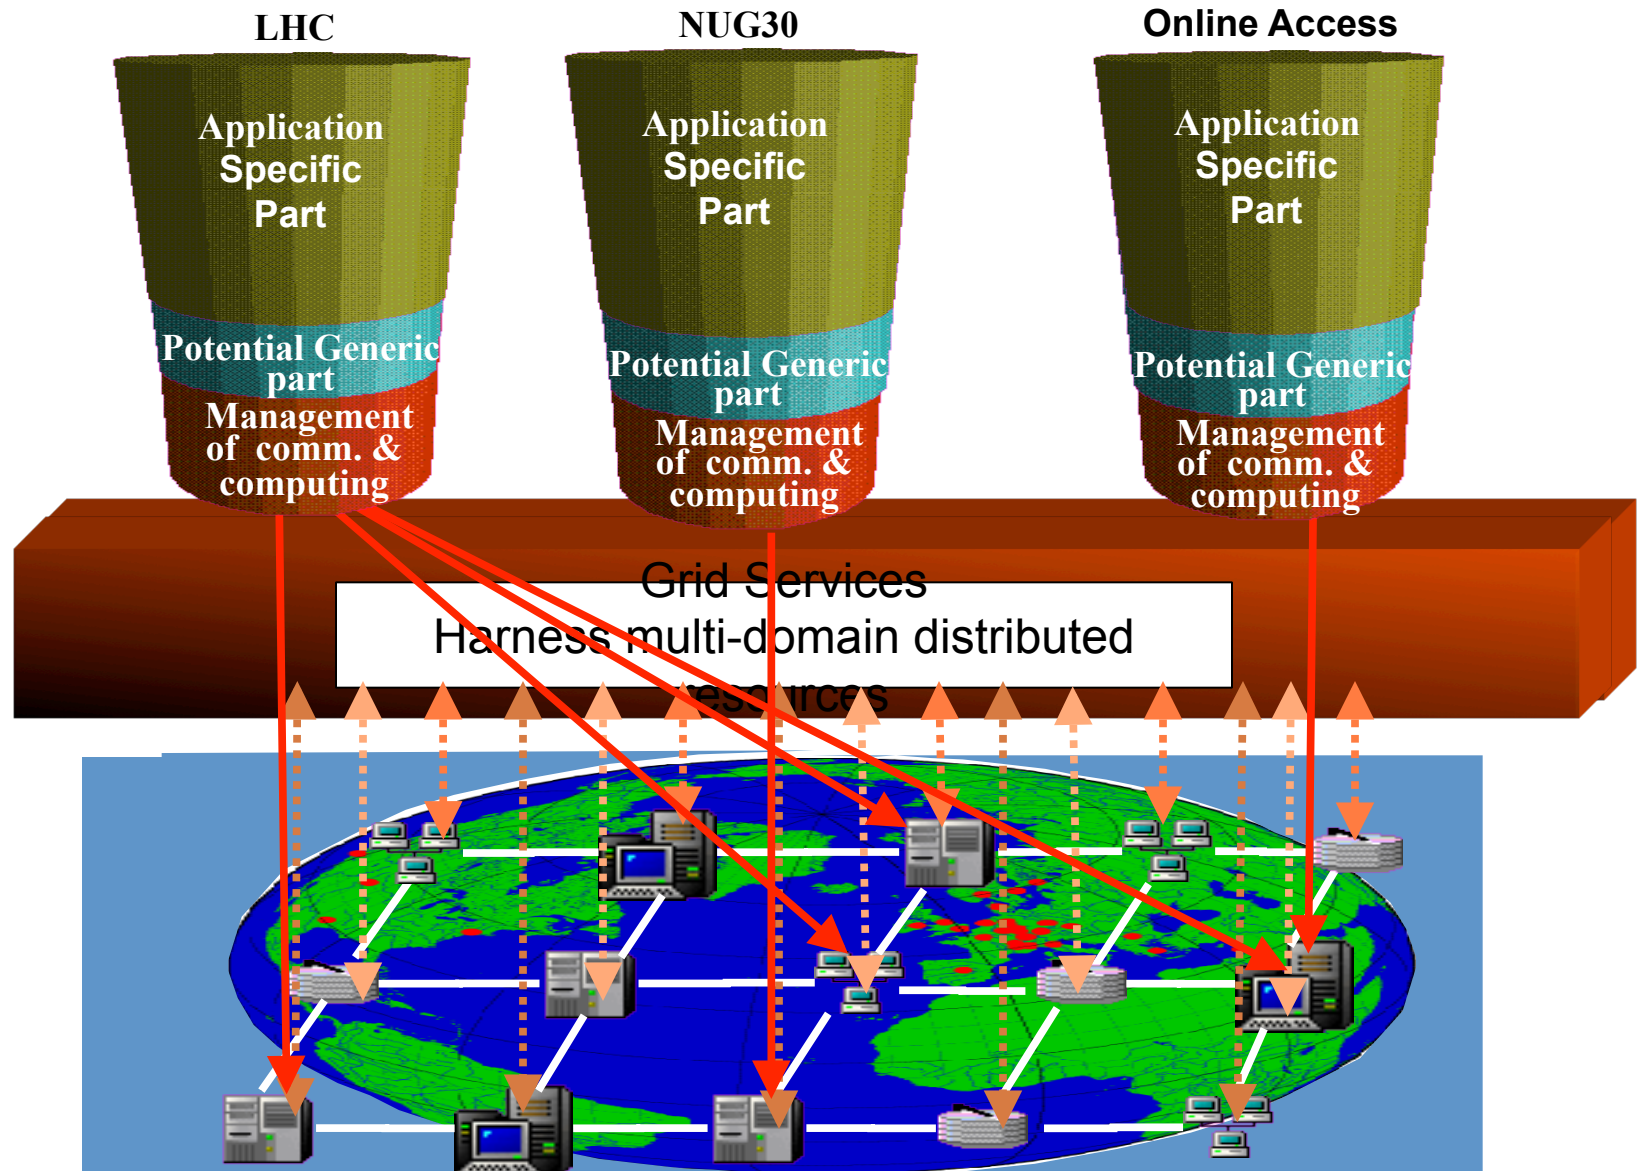 LHC
NUG30
Online Access
Application
Specific
Part
Potential Generic
part
Management
of comm. &
computing
Application
Specific
Part
Potential Generic
part
Management
of comm. &
computing
Application
Specific
Part
Potential Generic
part
Management
of comm. &
computing
Grid Services
Harness multi-domain distributed
resources